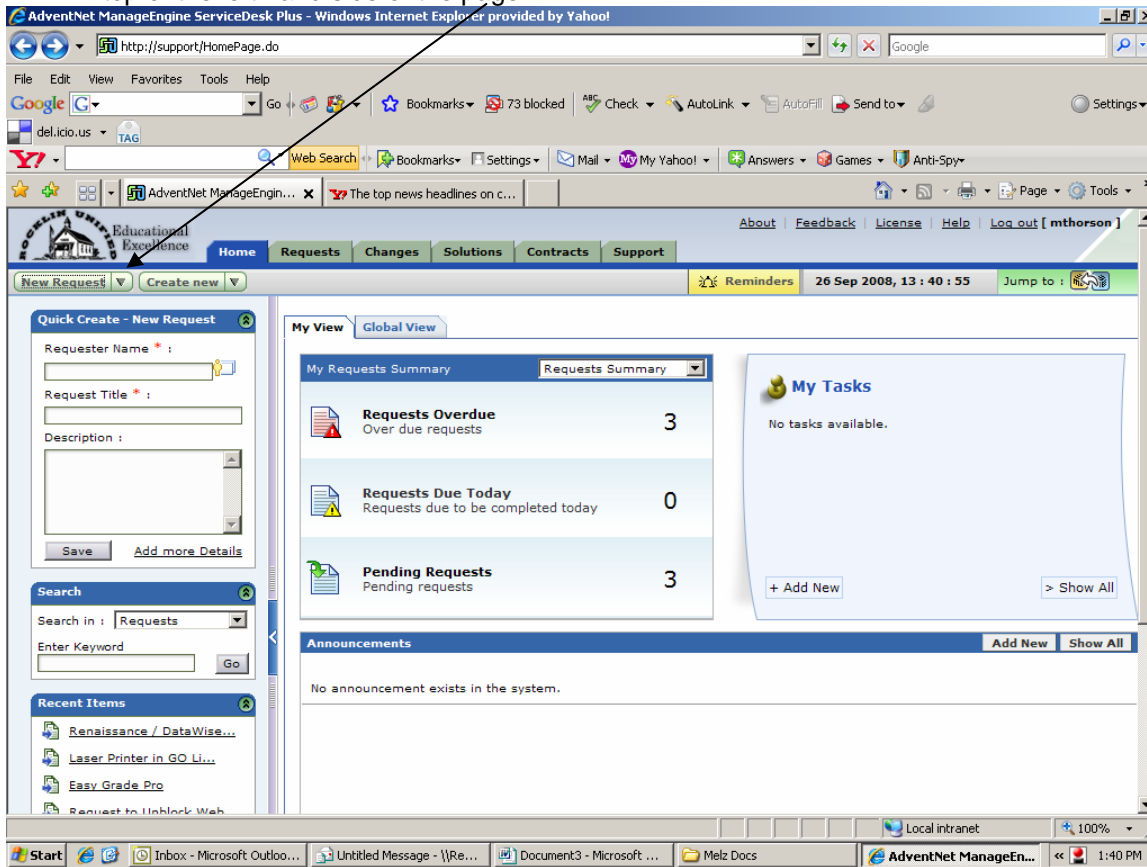 AdventNet ManageEngine ServiceDesk Plus - Windows Internet Explorer provided by Yahoo!
http://support/HomePage.do
Google
File Edit View Favorites Tools Help
Google G Go Bookmarks 73 blocked ABC Check AutoLink AutoFill Send to Settings
del.icio.us TAG
Y! Web Search Bookmarks Settings Mail My My Yahoo! Answers Games Anti-Spy
AdventNet ManageEngin... The top news headlines on c... Page Tools
ROCKLIN UNIFIED
Educational
Excellence
About | Feedback | License | Help | Log out [ mthorson ]
Home Requests Changes Solutions Contracts Support
New Request Create new Reminders 26 Sep 2008, 13 : 40 : 55 Jump to :
Quick Create - New Request
Requester Name * :
Request Title * :
Description :
Save Add more Details
Search
Search in : Requests
Enter Keyword
Go
Recent Items
Renaissance / DataWise...
Laser Printer in GO Li...
Easy Grade Pro
Request to Unblock Web
My View Global View
My Requests Summary Requests Summary
Requests Overdue 3
Over due requests
Requests Due Today 0
Requests due to be completed today
Pending Requests 3
Pending requests
My Tasks
No tasks available.
+ Add New > Show All
Announcements Add New Show All
No announcement exists in the system.
Local intranet 100%
Start Inbox - Microsoft Outloo... Untitled Message - \\Re... Document3 - Microsoft ... Melz Docs AdventNet ManageEn... « 1:40 PM